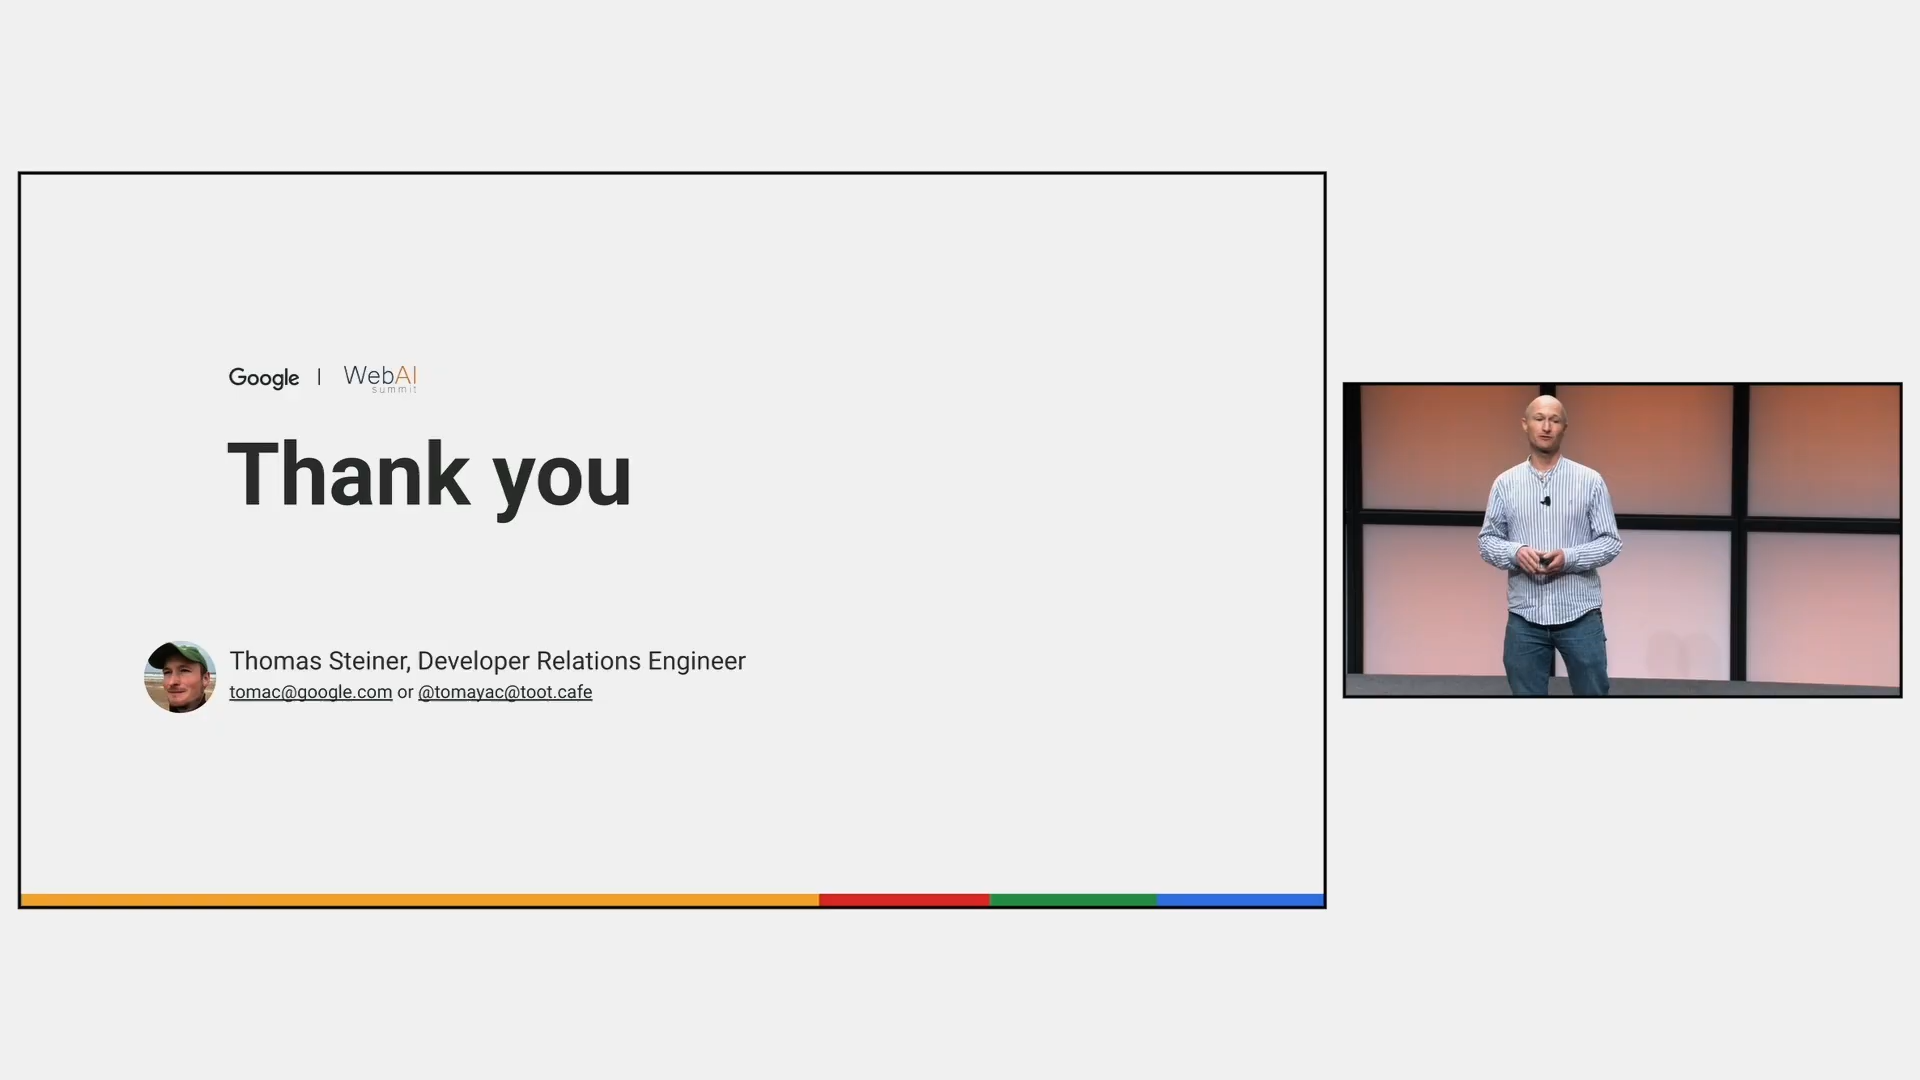 Google | WebAI
summit
Thank you
Thomas Steiner, Developer Relations Engineer
tomac@google.com or @tomayac@toot.cafe